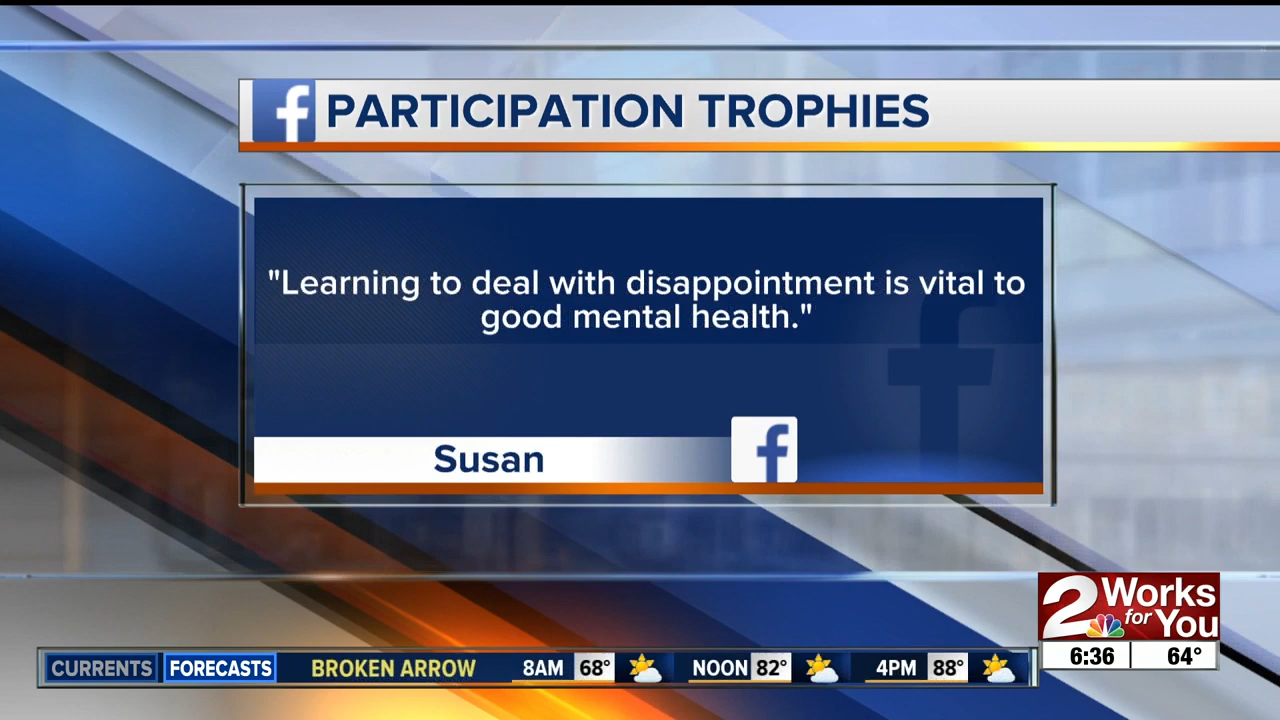 f PARTICIPATION TROPHIES
"Learning to deal with disappointment is vital to
good mental health."
Susan f
2 Works for You
6:36 64°
CURRENTS FORECASTS BROKEN ARROW 8AM 68° NOON 82° 4PM 88°